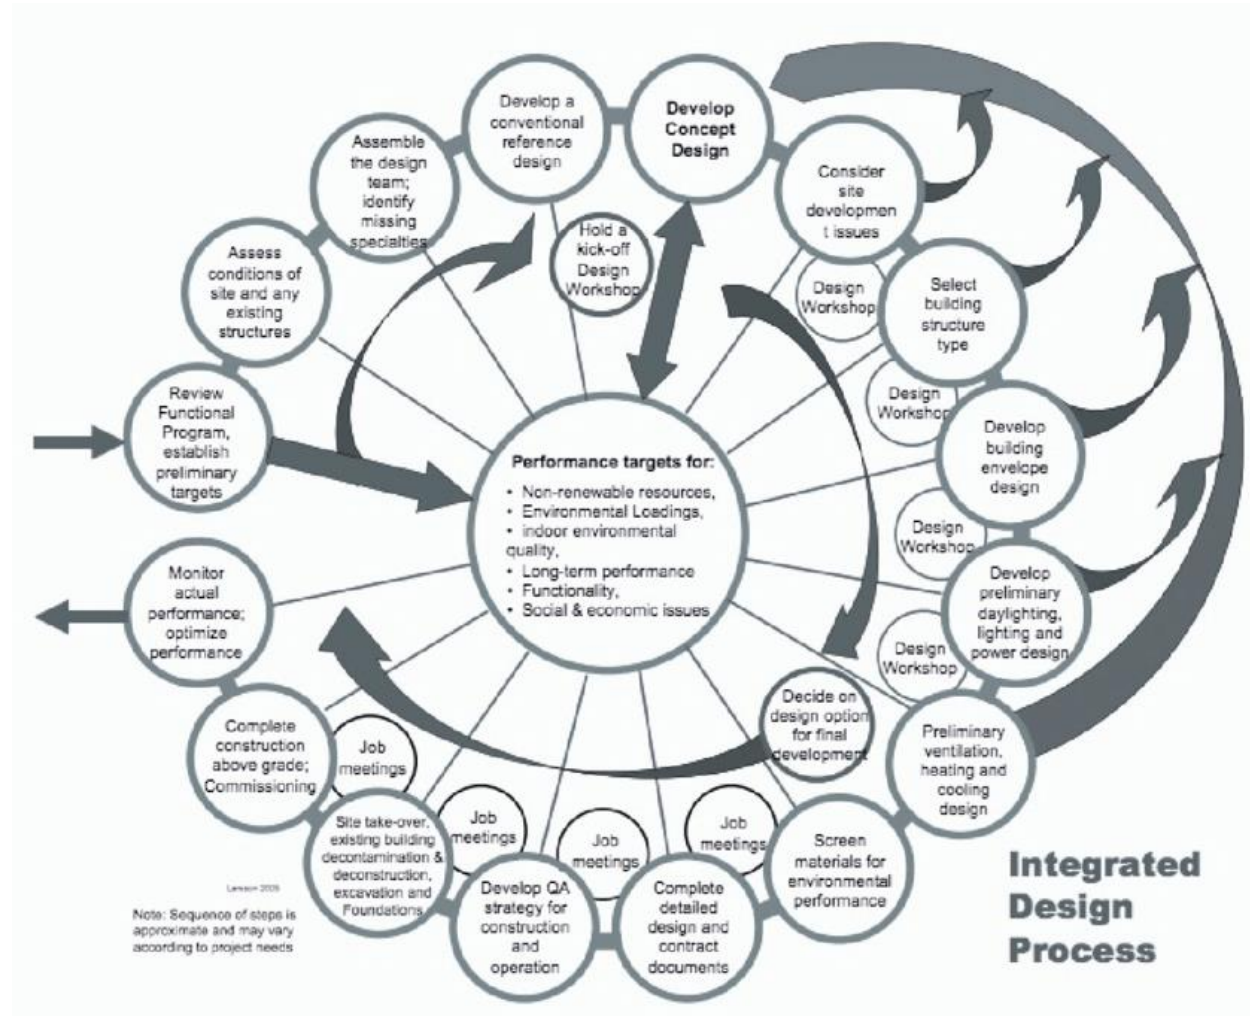 Develop a
conventional
reference
design
Develop
Concept
Design
Assemble
the design
team;
identify
missing
specialties
Consider
site
developmen
t issues
Hold a
kick-off
Design
Workshop
Assess
conditions of
site and any
existing
structures
Design
Workshop
Select
building
structure
type
Review
Functional
Program,
establish
preliminary
targets
Design
Workshop
Develop
building
envelope
design
Performance targets for:
• Non-renewable resources,
• Environmental Loadings,
• indoor environmental
quality,
• Long-term performance
• Functionality,
• Social & economic issues
Design
Workshop
Develop
preliminary
daylighting,
lighting and
power design
Monitor
actual
performance;
optimize
performance
Design
Workshop
Decide on
design option
for final
development
Preliminary
ventilation,
heating and
cooling
design
Complete
construction
above grade;
Commissioning
Job
meetings
Site take-over,
existing building
decontamination &
deconstruction,
excavation and
Foundations
Job
meetings
Job
meetings
Job
meetings
Screen
materials for
environmental
performance
Develop QA
strategy for
construction
and
operation
Complete
detailed
design and
contract
documents
Integrated
Design
Process
Note: Sequence of steps is
approximate and may vary
according to project needs